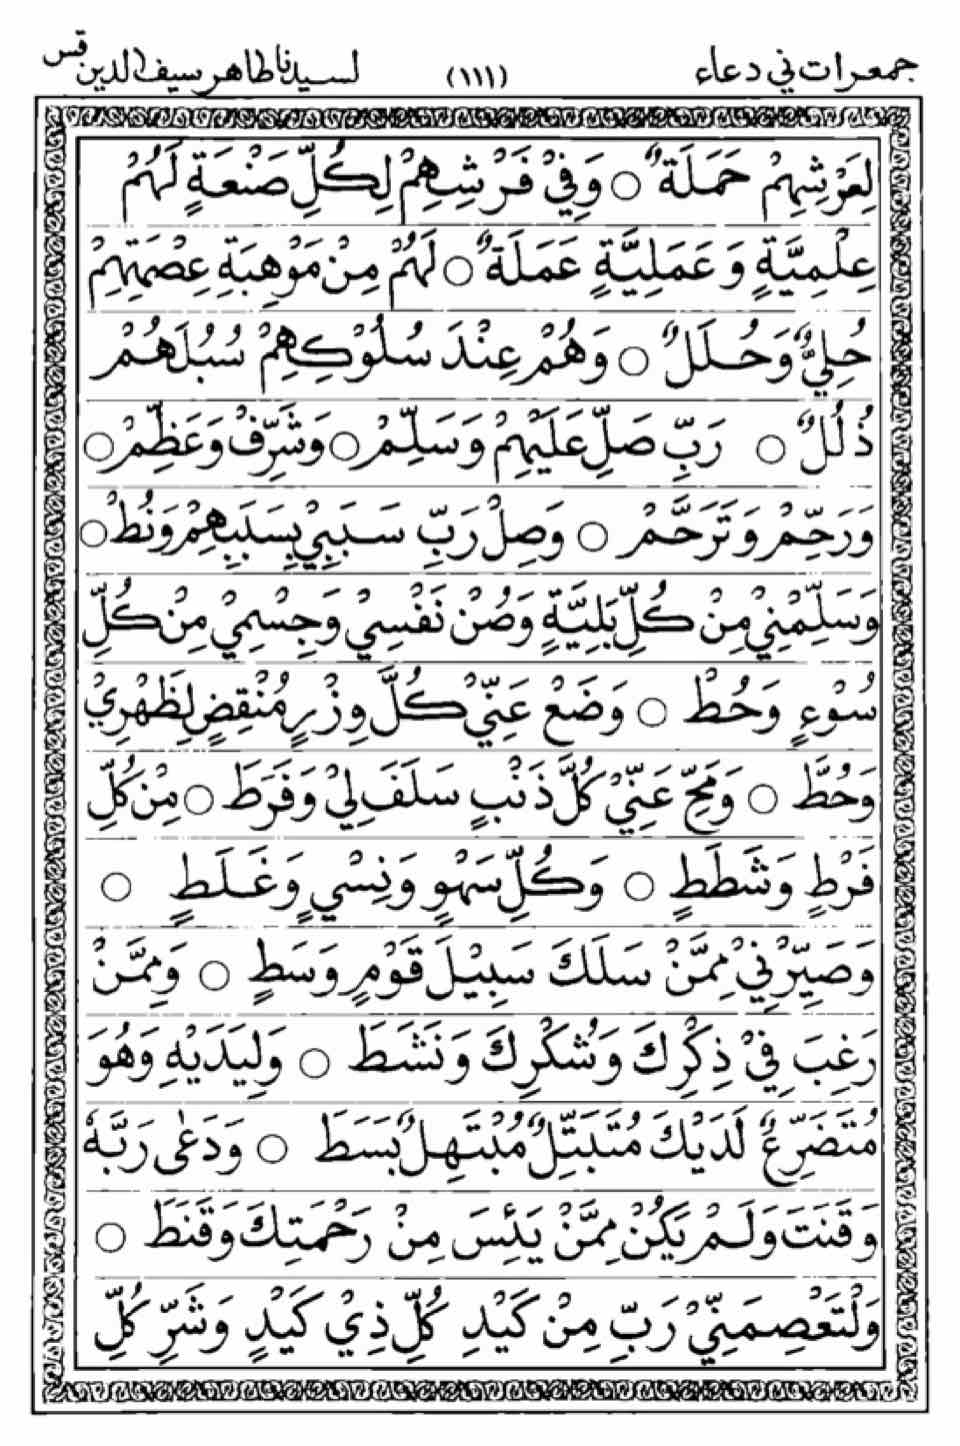 جمعرات ني دعاء (١١١) لسيدنا طاهر سيف الدين قس
لِعَرْشِهِمْ حَمَلَةٌ ○ وَفِيْ فَرْشِهِمْ لِكُلِّ صَنْعَةٍ لَهُمْ
عِلْمِيَّةٍ وَعَمَلِيَّةٍ عَمَلَةٌ ○ لَهُمْ مِنْ مَوْهِبَةِ عِصْمَتِهِمْ
حُلِيٌّ وَحُلَلٌ ○ وَهُمْ عِنْدَ سُلُوْكِهِمْ سُبُلَهُمْ
ذُلُلٌ ○ رَبِّ صَلِّ عَلَيْهِمْ وَسَلِّمْ ○ وَشَرِّفْ وَعَظِّمْ ○
وَرَحِّمْ وَتَرَحَّمْ ○ وَصِلْ رَبِّ سَبَبِيْ بِسَبَبِهِمْ وَنُطْ ○
وَسَلِّمْنِيْ مِنْ كُلِّ بَلِيَّةٍ وَصُنْ نَفْسِيْ وَجِسْمِيْ مِنْ كُلِّ
سُوْءٍ وَحُطْ ○ وَضَعْ عَنِّيْ كُلَّ وِزْرٍ مُنْقِضٍ لِظَهْرِيْ
وَحُطَّ ○ وَمَحِّ عَنِّيْ كُلَّ ذَنْبٍ سَلَفَ لِيْ وَفَرَطَ ○ مِنْ كُلِّ
فَرْطٍ وَشَطَطٍ ○ وَكُلِّ سَهْوٍ وَنِسْيٍ وَغَلَطٍ ○
وَصَيِّرْنِيْ مِمَّنْ سَلَكَ سَبِيْلَ قَوْمٍ وَسَطٍ ○ وَمِمَّنْ
رَغِبَ فِيْ ذِكْرِكَ وَشُكْرِكَ وَنَشَطَ ○ وَلِيَدَيْهِ وَهُوَ
مُتَضَرِّعٌ لَدَيْكَ مُتَبَتِّلٌ مُبْتَهِلٌ بَسَطَ ○ وَدَعٰى رَبَّهُ
وَقَنَتَ وَلَمْ يَكُنْ مِمَّنْ يَئِسَ مِنْ رَحْمَتِكَ وَقَنَطَ ○
وَلْتَعْصِمَنِّيْ رَبِّ مِنْ كَيْدِ كُلِّ ذِيْ كَيْدٍ وَشَرِّ كُلِّ